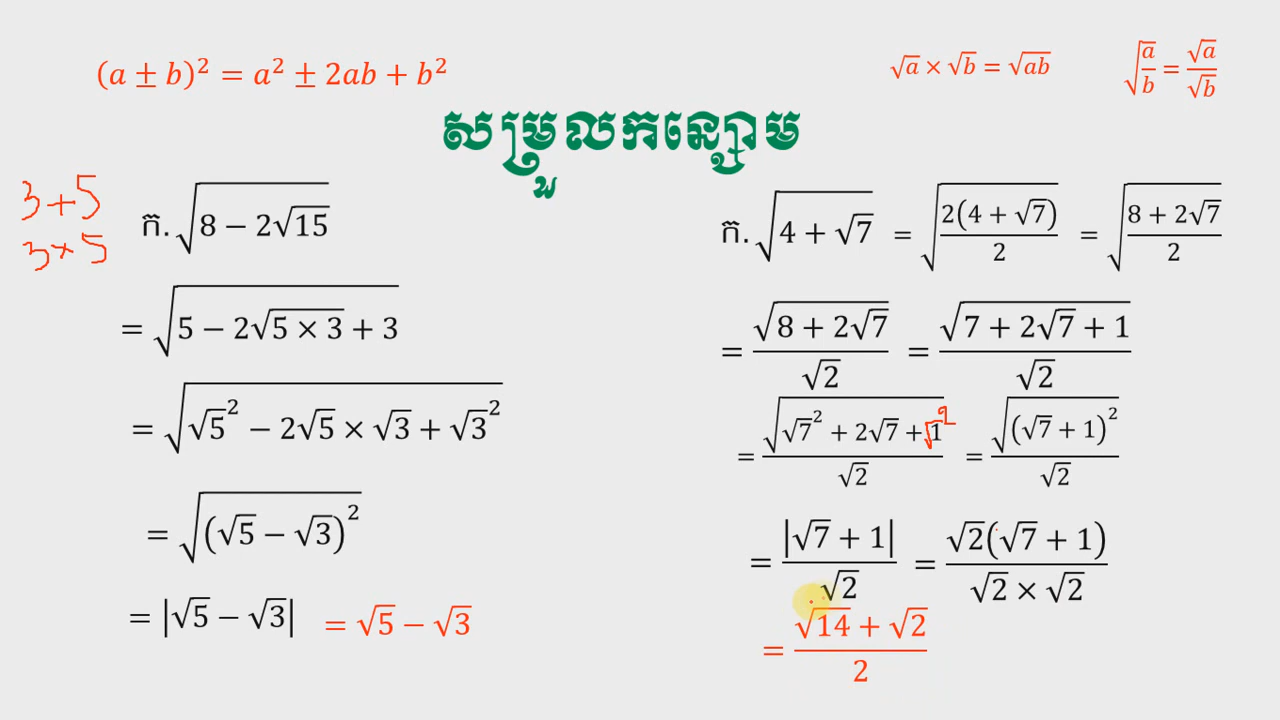 (a ± b)² = a² ± 2ab + b²
√a × √b = √ab
√(a/b) = √a/√b
សម្រួលកន្សោម
3+5
3×5
ក. √(8 − 2√15)
= √(5 − 2√(5 × 3) + 3)
= √(√5² − 2√5 × √3 + √3²)
= √((√5 − √3)²)
= |√5 − √3| = √5 − √3
ក. √(4 + √7) = √(2(4 + √7)/2) = √((8 + 2√7)/2)
= √(8 + 2√7)/√2 = √(7 + 2√7 + 1)/√2
= √(√7² + 2√7 + √1²)/√2 = √((√7 + 1)²)/√2
= |√7 + 1|/√2 = √2(√7 + 1)/(√2 × √2)
= (√14 + √2)/2